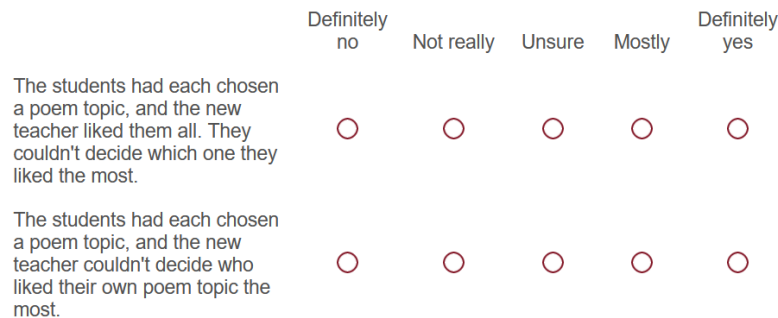 Definitely no
Not really
Unsure
Mostly
Definitely yes
The students had each chosen
a poem topic, and the new
teacher liked them all. They
couldn't decide which one they
liked the most.
The students had each chosen
a poem topic, and the new
teacher couldn't decide who
liked their own poem topic the
most.